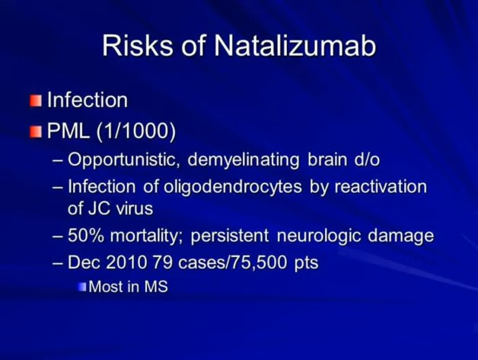 Risks of Natalizumab
Infection
PML (1/1000)
– Opportunistic, demyelinating brain d/o
– Infection of oligodendrocytes by reactivation
of JC virus
– 50% mortality; persistent neurologic damage
– Dec 2010 79 cases/75,500 pts
Most in MS